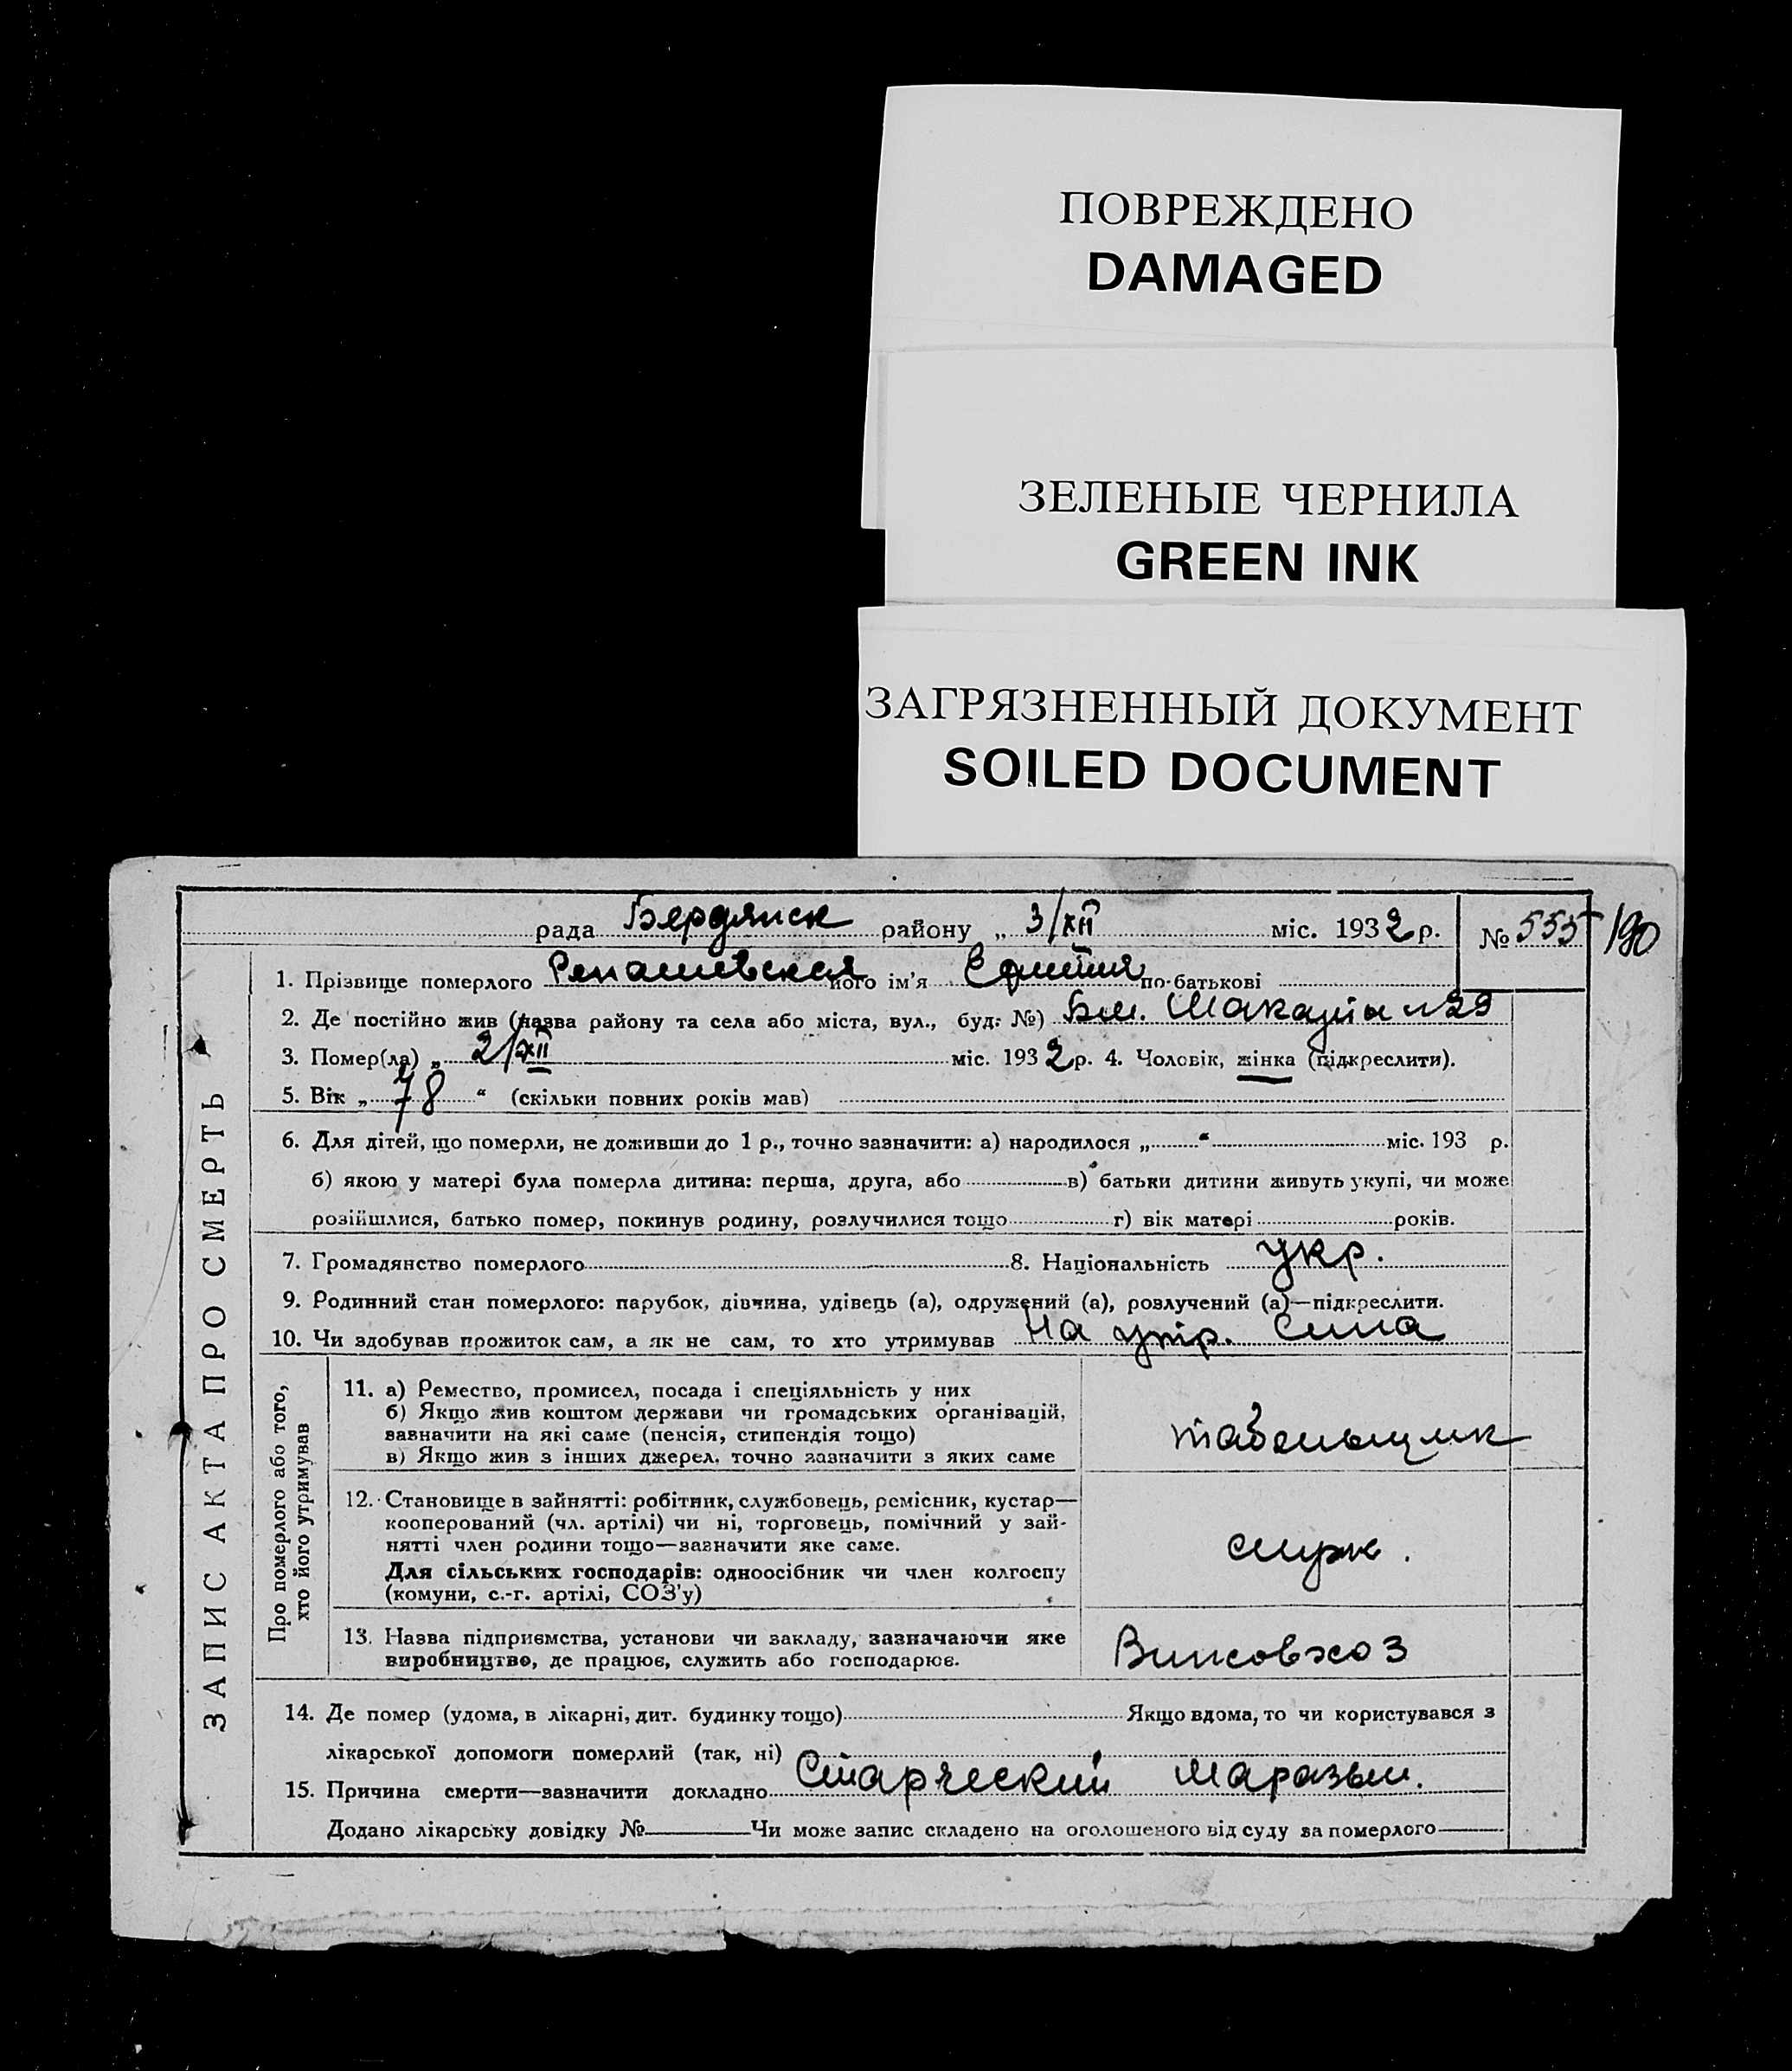 ПОВРЕЖДЕНО
DAMAGED
ЗЕЛЕНЫЕ ЧЕРНИЛА
GREEN INK
ЗАГРЯЗНЕННЫЙ ДОКУМЕНТ
SOILED DOCUMENT
рада Бердянск району „ 3/XII міс. 1932 р. № 555 190
1. Прізвище померлого його ім'я по-батькові
2. Де постійно жив (назва району та села або міста, вул., буд. №) 29
3. Помер(ла) „ 2/XII міс. 1932 р. 4. Чоловік, жінка (підкреслити).
5. Вік „ 78 “ (скільки повних років мав)
6. Для дітей, що померли, не доживши до 1 р., точно зазначити: а) народилося „ “ міс. 193 р.
б) якою у матері була померла дитина: перша, друга, або в) батьки дитини живуть укупі, чи може
розійшлися, батько помер, покинув родину, розлучилися тощо г) вік матері років.
7. Громадянство померлого 8. Національність укр.
9. Родинний стан померлого: парубок, дівчина, удівець (а), одружений (а), розлучений (а)—підкреслити.
10. Чи здобував прожиток сам, а як не сам, то хто утримував На утр. сина
ЗАПИС АКТА ПРО СМЕРТЬ
Про померлого або того,
хто його утримував
11. а) Ремество, промисел, посада і спеціяльність у них
б) Якщо жив коштом держави чи громадських організацій,
зазначити на які саме (пенсія, стипендія тощо)
в) Якщо жив з інших джерел, точно зазначити з яких саме
табельщик
12. Становище в зайнятті: робітник, службовець, ремісник, кустар—
кооперований (чл. артілі) чи ні, торговець, помічний у зай-
нятті член родини тощо—зазначити яке саме.
Для сільських господарів: одноосібник чи член колгоспу
(комуни, с.-г. артілі, СОЗ'у)
служ.
13. Назва підприємства, установи чи закладу, зазначаючи яке
виробництво, де працює, служить або господарює.
14. Де помер (удома, в лікарні, дит. будинку тощо) Якщо вдома, то чи користувався з
лікарської допомоги померлий (так, ні)
15. Причина смерти—зазначити докладно Старческий маразм.
Додано лікарську довідку № Чи може запис складено на оголошеного від суду за померлого